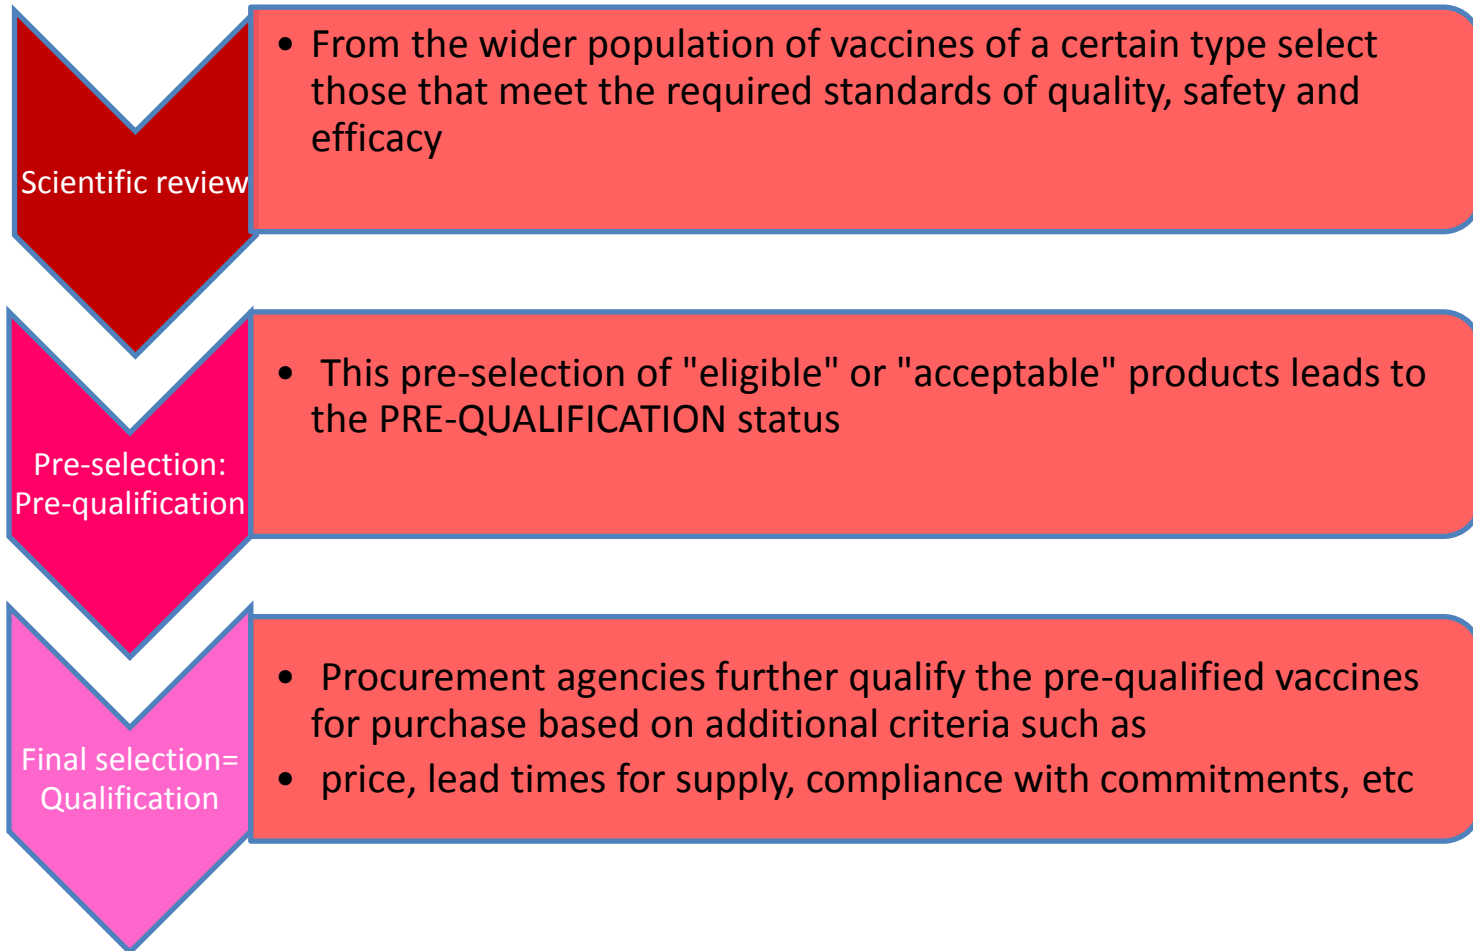 Scientific review
• From the wider population of vaccines of a certain type select
those that meet the required standards of quality, safety and
efficacy
Pre-selection:
Pre-qualification
• This pre-selection of "eligible" or "acceptable" products leads to
the PRE-QUALIFICATION status
Final selection=
Qualification
• Procurement agencies further qualify the pre-qualified vaccines
for purchase based on additional criteria such as
• price, lead times for supply, compliance with commitments, etc